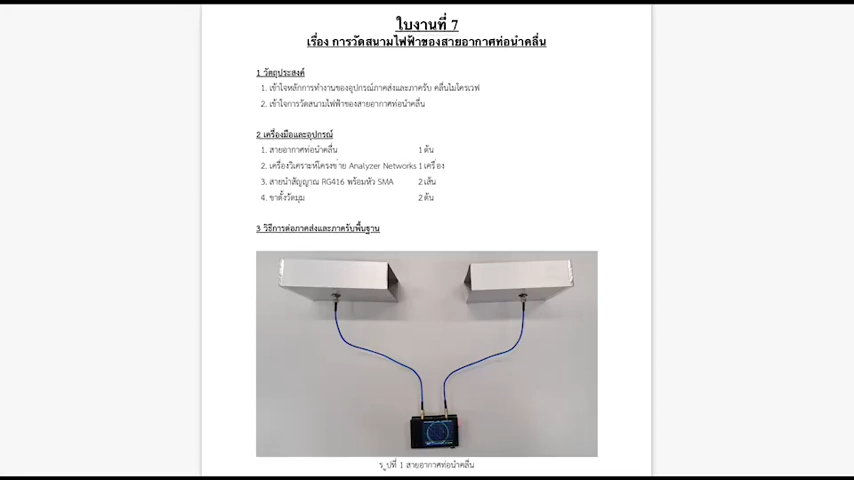 ใบงานที่ 7
เรื่อง การวัดสนามไฟฟ้าของสายอากาศท่อนำคลื่น
1 วัตถุประสงค์
1. เข้าใจหลักการทำงานของอุปกรณ์ภาคส่งและภาครับ คลื่นไมโครเวฟ
2. เข้าใจการวัดสนามไฟฟ้าของสายอากาศท่อนำคลื่น
2 เครื่องมือและอุปกรณ์
1. สายอากาศท่อนำคลื่น 1 ต้น
2. เครื่องวิเคราะห์โครงข่าย Analyzer Networks 1 เครื่อง
3. สายนำสัญญาณ RG416 พร้อมหัว SMA 2 เส้น
4. ขาตั้งวัดมุม 2 ต้น
3 วิธีการต่อภาคส่งและภาครับพื้นฐาน
รูปที่ 1 สายอากาศท่อนำคลื่น